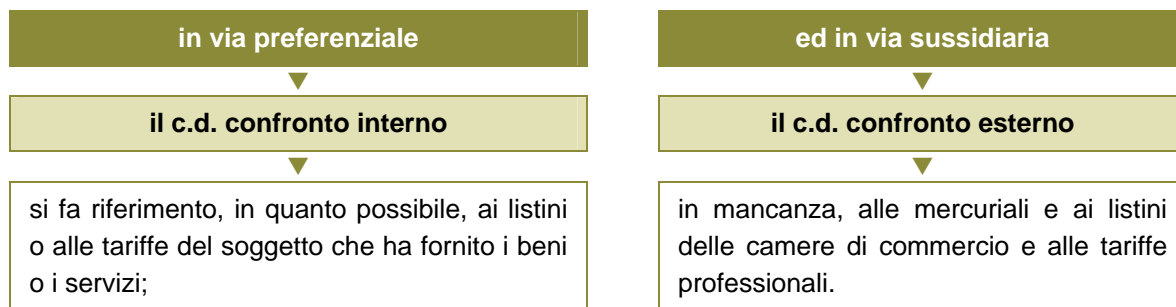 in via preferenziale
il c.d. confronto interno
si fa riferimento, in quanto possibile, ai listini
o alle tariffe del soggetto che ha fornito i beni
o i servizi;
ed in via sussidiaria
il c.d. confronto esterno
in mancanza, alle mercuriali e ai listini
delle camere di commercio e alle tariffe
professionali.